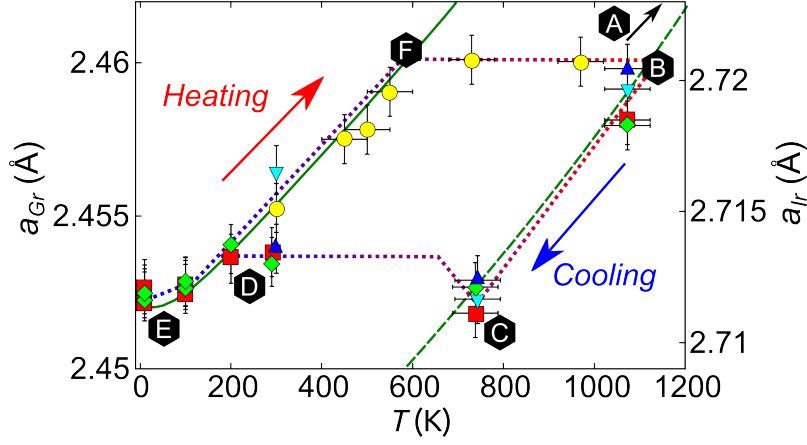 A
F
2.46
B
2.72
Heating
a_Gr (Å)
a_Ir (Å)
2.455
2.715
Cooling
D
E
C
2.71
2.45
0 200 400 600 800 1000 1200
T (K)